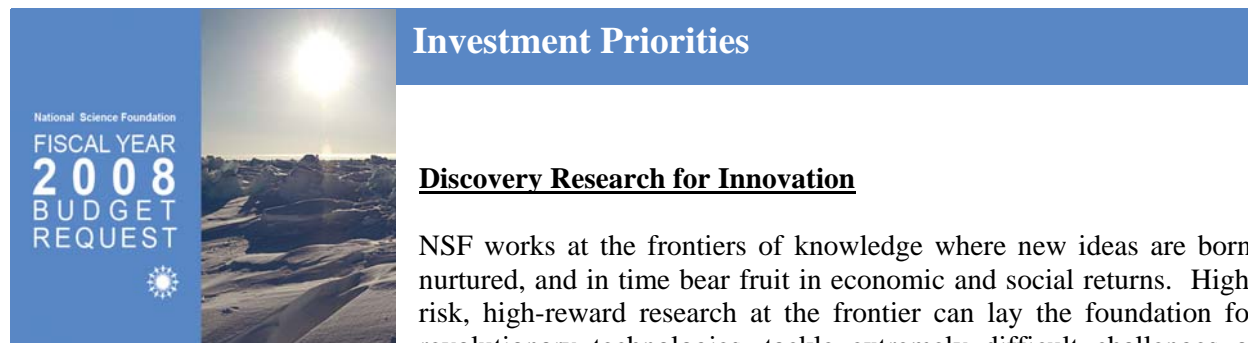 Investment Priorities
National Science Foundation
FISCAL YEAR
2008
BUDGET
REQUEST
Discovery Research for Innovation
NSF works at the frontiers of knowledge where new ideas are born
nurtured, and in time bear fruit in economic and social returns. High
risk, high-reward research at the frontier can lay the foundation fo